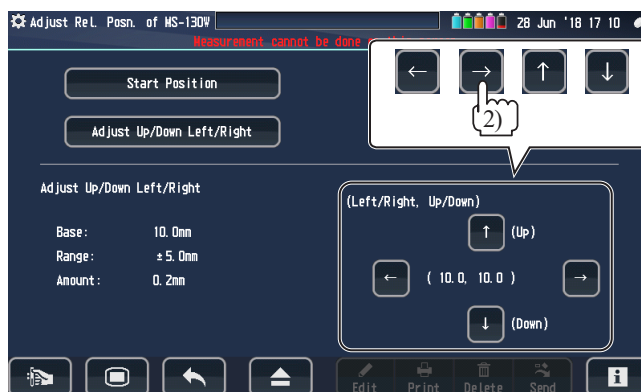 Adjust Rel. Posn. of MS-130W
28 Jun '18 17 10
Measurement cannot be done
← → ↑ ↓
2)
Start Position
Adjust Up/Down Left/Right
Adjust Up/Down Left/Right
Base: 10.0mm
Range: ±5.0mm
Amount: 0.2mm
(Left/Right, Up/Down)
↑ (Up)
← ( 10.0, 10.0 ) →
↓ (Down)
Edit Print Delete Send
i